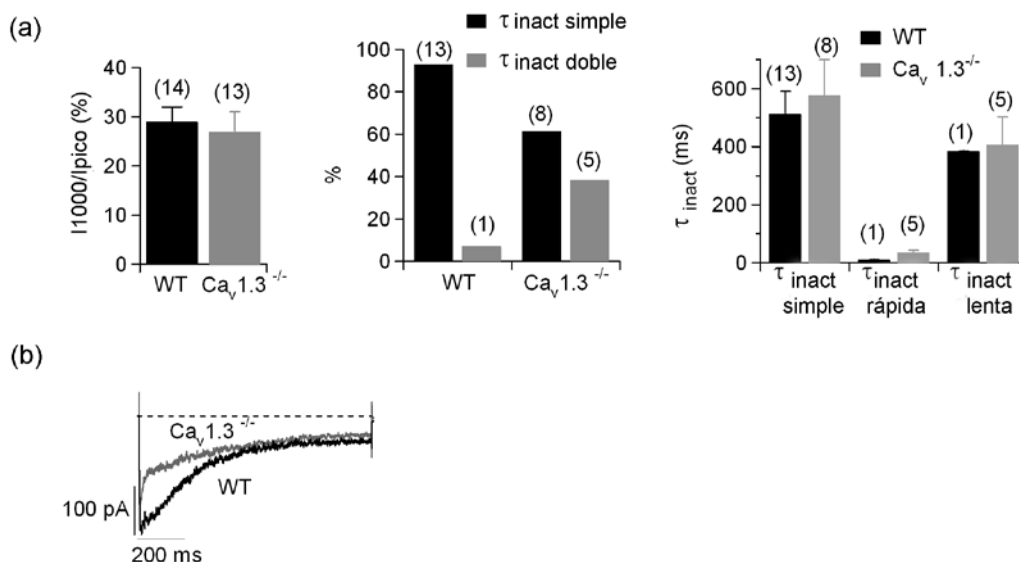 (a)
I1000/Ipico (%)
40
30
20
10
0
(14)
(13)
WT
Cav1.3 -/-
τ inact simple
τ inact doble
%
100
80
60
40
20
0
(13)
(1)
(8)
(5)
WT
Cav1.3 -/-
WT
Cav 1.3-/-
τ inact (ms)
600
400
200
0
(13)
(8)
(1)
(5)
(1)
(5)
τ inact
simple
τ inact
rápida
τ inact
lenta
(b)
Cav1.3-/-
WT
100 pA
200 ms